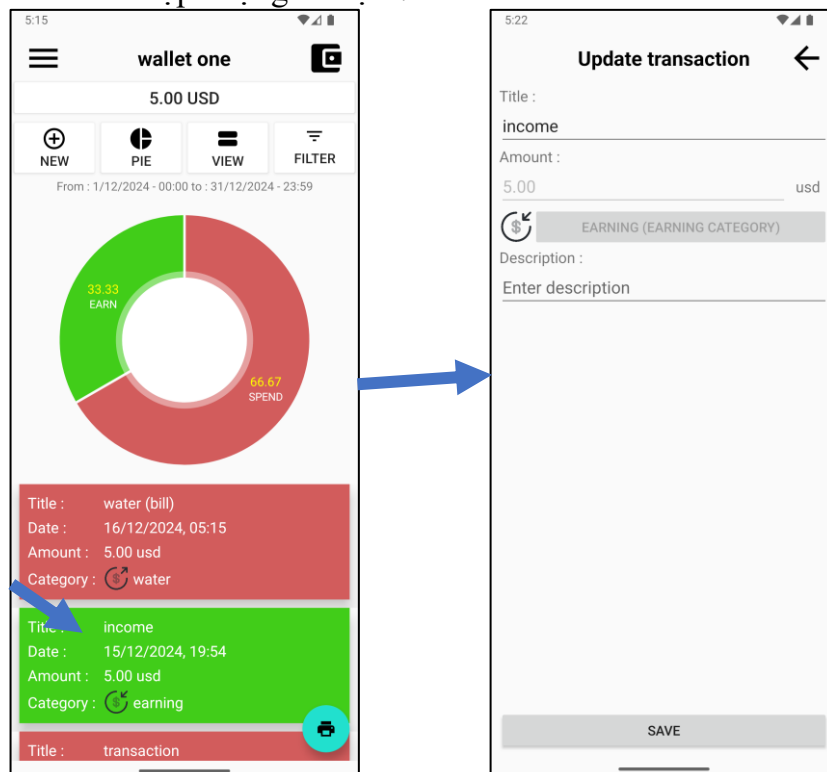 5:15
wallet one
5.00 USD
NEW PIE VIEW FILTER
From : 1/12/2024 - 00:00 to : 31/12/2024 - 23:59
33.33
EARN
66.67
SPEND
Title : water (bill)
Date : 16/12/2024, 05:15
Amount : 5.00 usd
Category : water
Title : income
Date : 15/12/2024, 19:54
Amount : 5.00 usd
Category : earning
Title : transaction
5:22
Update transaction
Title :
income
Amount :
5.00 usd
EARNING (EARNING CATEGORY)
Description :
Enter description
SAVE